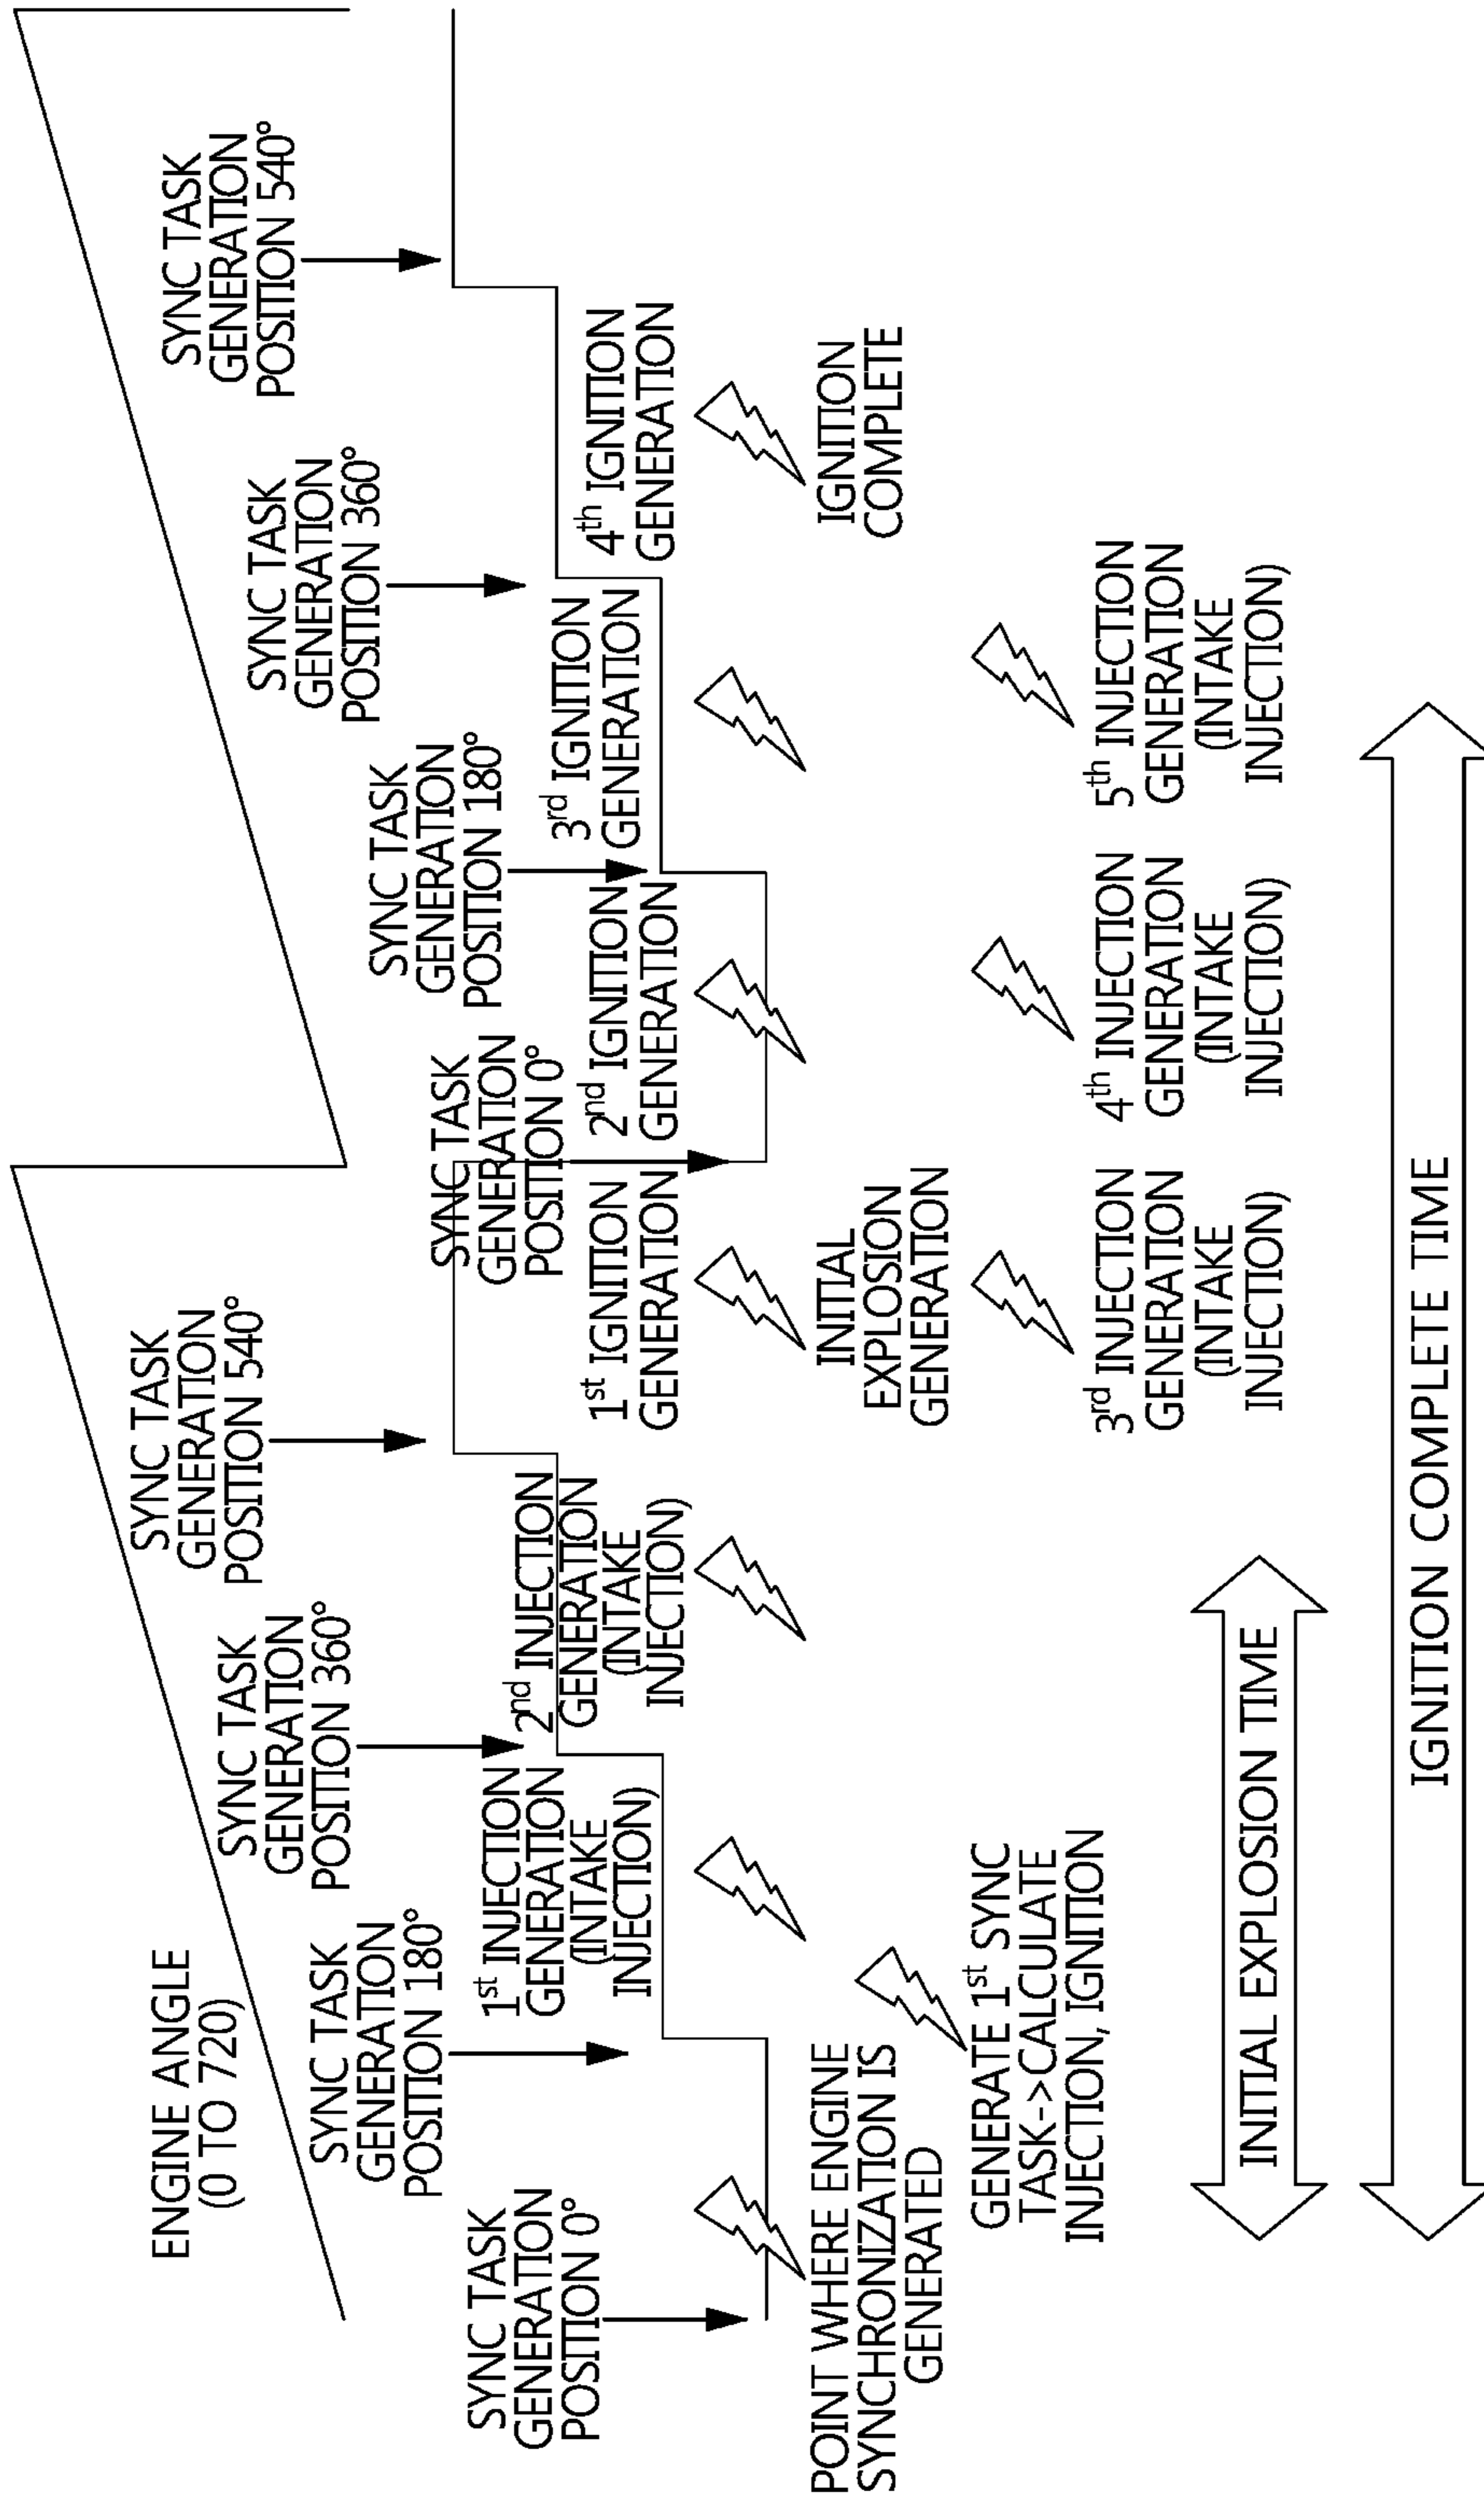 ENGINE ANGLE
(0 TO 720)
SYNC TASK
GENERATION
POSITION 0°
SYNC TASK
GENERATION
POSITION 180°
SYNC TASK
GENERATION
POSITION 360°
SYNC TASK
GENERATION
POSITION 540°
SYNC TASK
GENERATION
POSITION 0°
SYNC TASK
GENERATION
POSITION 180°
SYNC TASK
GENERATION
POSITION 360°
SYNC TASK
GENERATION
POSITION 540°
1st INJECTION
GENERATION
(INTAKE
INJECTION)
2nd INJECTION
GENERATION
(INTAKE
INJECTION)
1st IGNITION
GENERATION
2nd IGNITION
GENERATION
3rd IGNITION
GENERATION
4th IGNITION
GENERATION
POINT WHERE ENGINE
SYNCHRONIZATION IS
GENERATED
INITIAL
EXPLOSION
GENERATION
IGNITION
COMPLETE
GENERATE 1st SYNC
TASK->CALCULATE
INJECTION, IGNITION
3rd INJECTION
GENERATION
(INTAKE
INJECTION)
4th INJECTION
GENERATION
(INTAKE
INJECTION)
5th INJECTION
GENERATION
(INTAKE
INJECTION)
INITIAL EXPLOSION TIME
IGNITION COMPLETE TIME